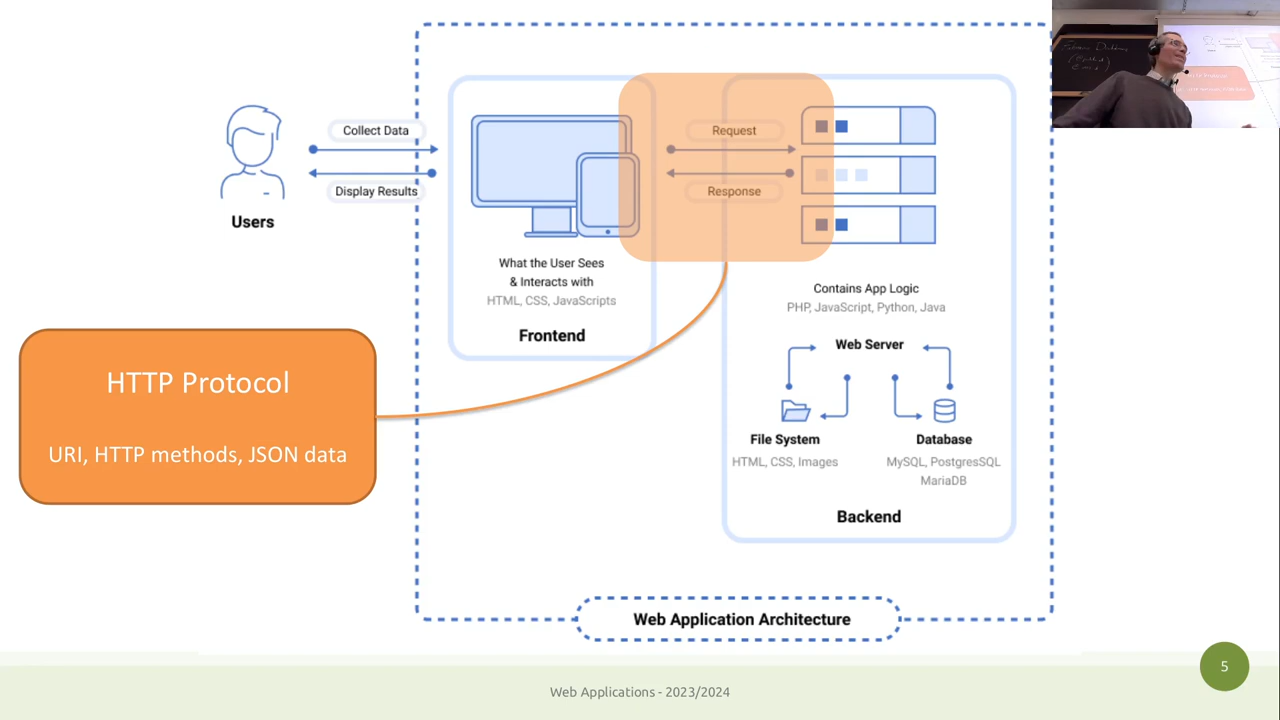 Collect Data
Display Results
Users
Request
Response
What the User Sees
& Interacts with
HTML, CSS, JavaScripts
Frontend
Contains App Logic
PHP, JavaScript, Python, Java
Web Server
File System
HTML, CSS, Images
Database
MySQL, PostgresSQL
MariaDB
Backend
HTTP Protocol
URI, HTTP methods, JSON data
Web Application Architecture
Web Applications - 2023/2024
5